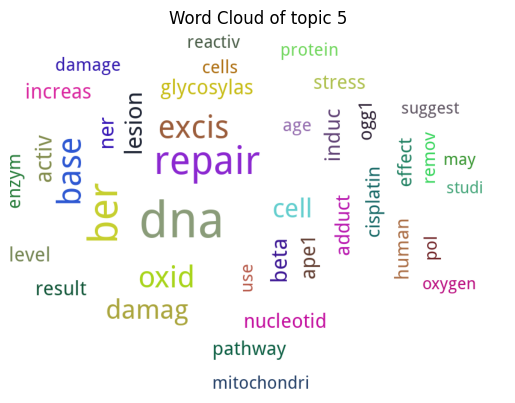 Word Cloud of topic 5
reactiv
protein
damage
cells
stress
increas
glycosylas
lesion
ner
excis
age
induc
ogg1
suggest
enzym
activ
base
repair
effect
remov
may
studi
ber
dna
cell
adduct
cisplatin
human
pol
level
beta
ape1
oxid
use
oxygen
result
damag
nucleotid
pathway
mitochondri